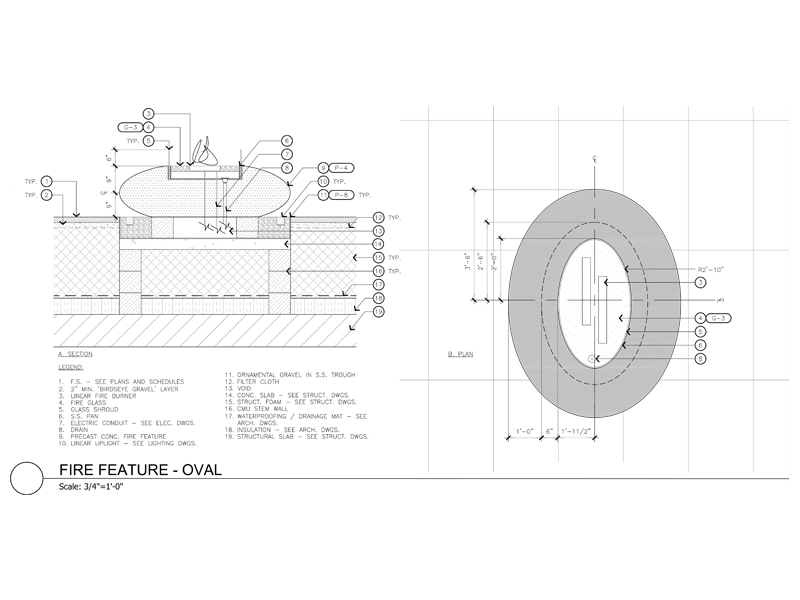 3
G-3 4
TYP. 5
6
7
8
6"
9"
9"
9 P-4
TYP. 1
10 TYP.
TYP. 2
11 P-8 TYP.
12 TYP.
13
14
15 TYP.
16 TYP.
17
18
19
A. SECTION
LEGEND:
1. F.S. – SEE PLANS AND SCHEDULES
2. 2" MIN. 'BIRDSEYE GRAVEL' LAYER
3. LINEAR FIRE BURNER
4. FIRE GLASS
5. GLASS SHROUD
6. S.S. PAN
7. ELECTRIC CONDUIT – SEE ELEC. DWGS.
8. DRAIN
9. PRECAST CONC. FIRE FEATURE
10. LINEAR UPLIGHT – SEE LIGHTING DWGS.
11. ORNAMENTAL GRAVEL IN S.S. TROUGH
12. FILTER CLOTH
13. VOID
14. CONC. SLAB – SEE STRUCT. DWGS.
15. STRUCT. FOAM – SEE STRUCT. DWGS.
16. CMU STEM WALL
17. WATERPROOFING / DRAINAGE MAT – SEE
ARCH. DWGS.
18. INSULATION – SEE ARCH. DWGS.
19. STRUCTURAL SLAB – SEE STRUCT. DWGS.
3'-6"
2'-6"
2'-0"
R2'-10"
3
4 G-3
5
6
8
B. PLAN
1'-0"
6"
1'-11/2"
FIRE FEATURE - OVAL
Scale: 3/4"=1'-0"